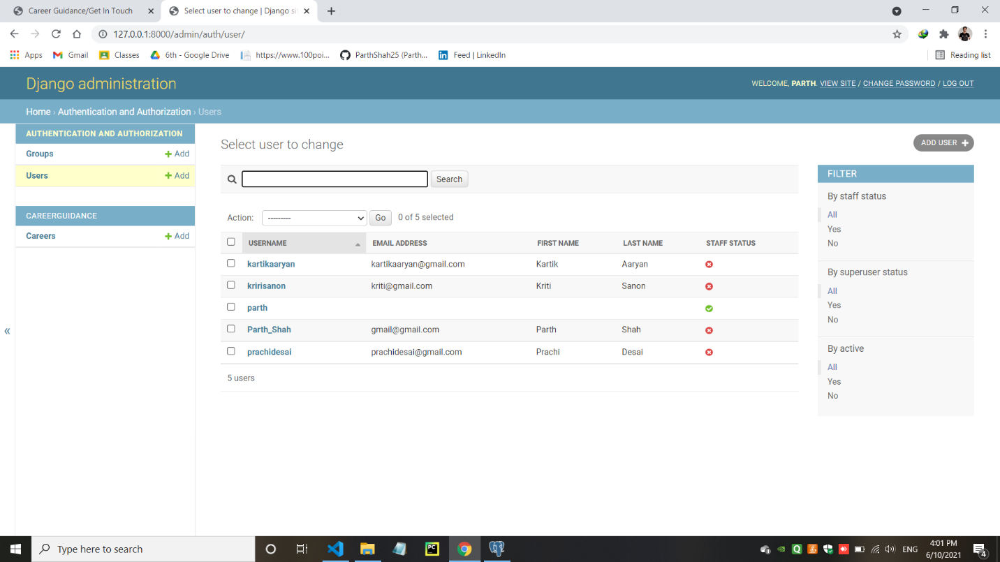 Career Guidance/Get In Touch
Select user to change | Django si
127.0.0.1:8000/admin/auth/user/
Apps Gmail Classes 6th - Google Drive https://www.100poi... ParthShah25 (Parth... Feed | LinkedIn Reading list
Django administration
WELCOME, PARTH. VIEW SITE / CHANGE PASSWORD / LOG OUT
Home › Authentication and Authorization › Users
AUTHENTICATION AND AUTHORIZATION
Groups + Add
Users + Add
CAREERGUIDANCE
Careers + Add
«
Select user to change
ADD USER +
Search
Action: --------- Go 0 of 5 selected
USERNAME EMAIL ADDRESS FIRST NAME LAST NAME STAFF STATUS
kartikaaryan kartikaaryan@gmail.com Kartik Aaryan
kririsanon kriti@gmail.com Kriti Sanon
parth
Parth_Shah gmail@gmail.com Parth Shah
prachidesai prachidesai@gmail.com Prachi Desai
5 users
FILTER
By staff status
All
Yes
No
By superuser status
All
Yes
No
By active
All
Yes
No
Type here to search
PC
ENG
4:01 PM
6/10/2021
4